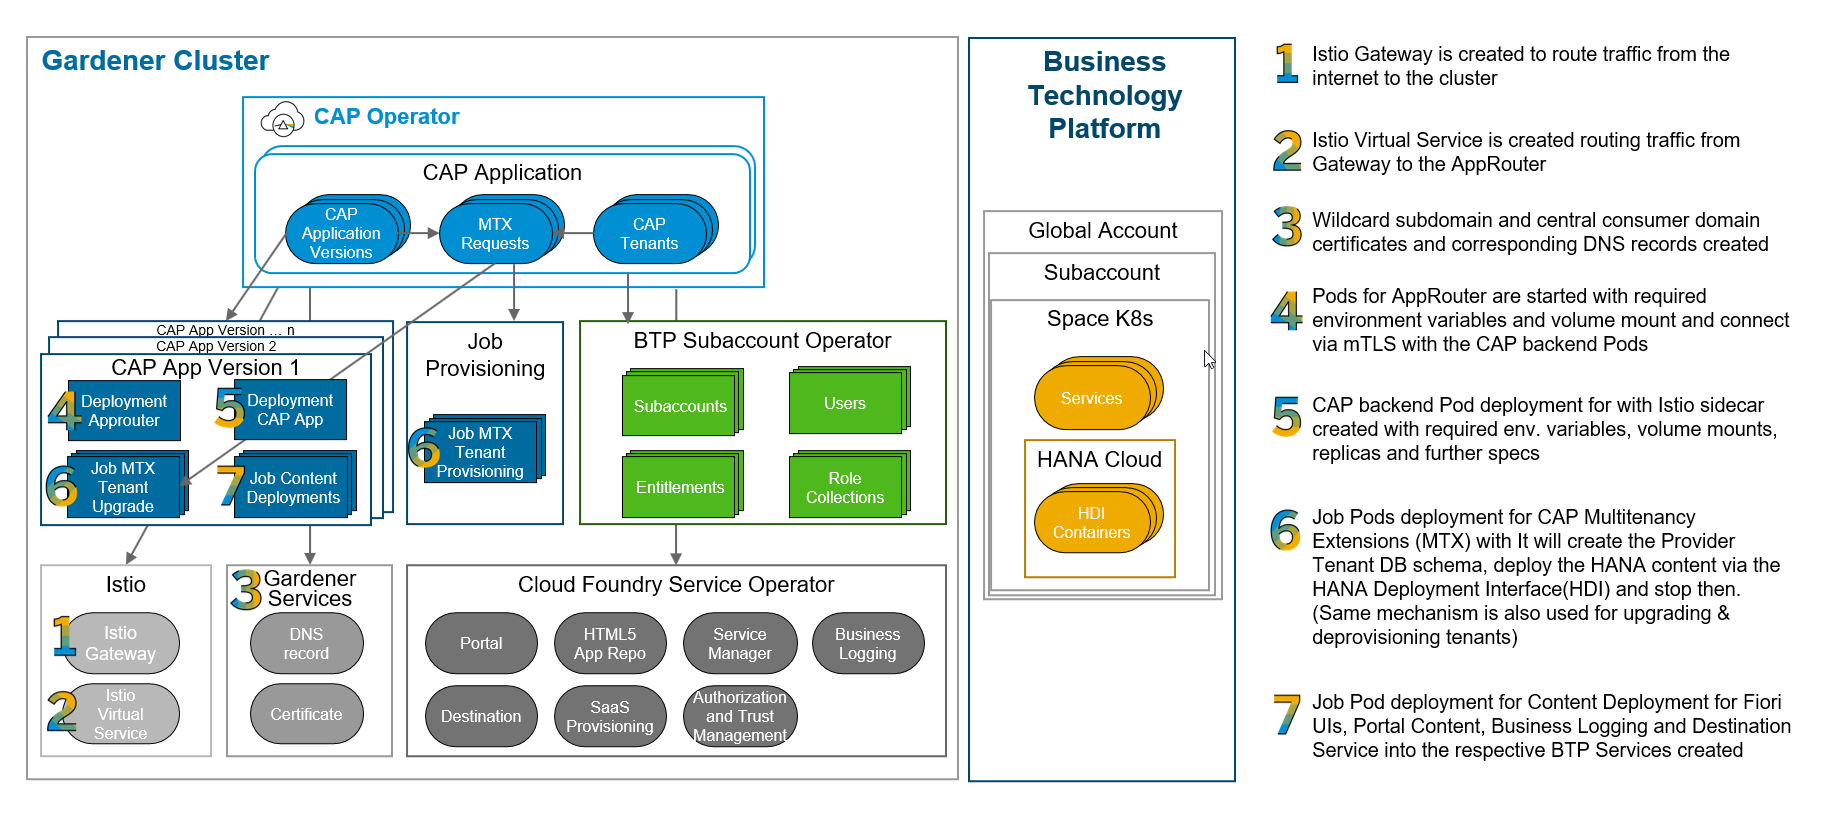 Gardener Cluster
CAP Operator
CAP Application
CAP
Application
Versions
MTX
Requests
CAP
Tenants
CAP App Version ... n
CAP App Version 2
CAP App Version 1
4
Deployment
Approuter
5
Deployment
CAP App
6
Job MTX
Tenant
Upgrade
7
Job Content
Deployments
Job
Provisioning
6
Job MTX
Tenant
Provisioning
BTP Subaccount Operator
Subaccounts
Users
Entitlements
Role
Collections
Istio
1
Istio
Gateway
2
Istio
Virtual
Service
3
Gardener
Services
DNS
record
Certificate
Cloud Foundry Service Operator
Portal
HTML5
App Repo
Service
Manager
Business
Logging
Destination
SaaS
Provisioning
Authorization
and Trust
Management
Business
Technology
Platform
Global Account
Subaccount
Space K8s
Services
HANA Cloud
HDI
Containers
1
Istio Gateway is created to route traffic from the
internet to the cluster
2
Istio Virtual Service is created routing traffic from
Gateway to the AppRouter
3
Wildcard subdomain and central consumer domain
certificates and corresponding DNS records created
4
Pods for AppRouter are started with required
environment variables and volume mount and connect
via mTLS with the CAP backend Pods
5
CAP backend Pod deployment for with Istio sidecar
created with required env. variables, volume mounts,
replicas and further specs
6
Job Pods deployment for CAP Multitenancy
Extensions (MTX) with It will create the Provider
Tenant DB schema, deploy the HANA content via the
HANA Deployment Interface(HDI) and stop then.
(Same mechanism is also used for upgrading &
deprovisioning tenants)
7
Job Pod deployment for Content Deployment for Fiori
UIs, Portal Content, Business Logging and Destination
Service into the respective BTP Services created